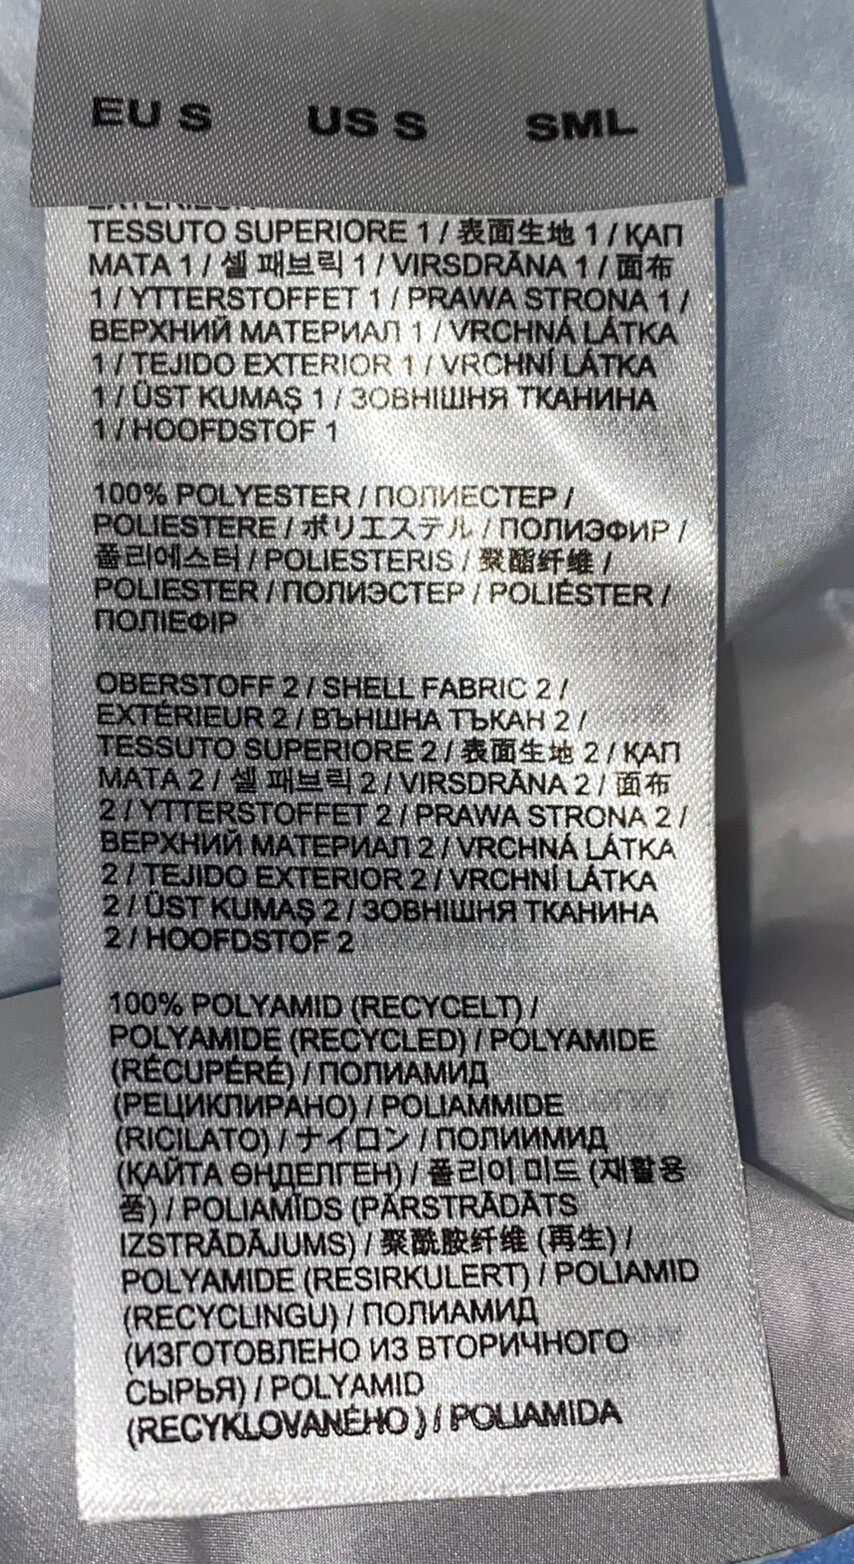 EU S US S SML
EXTÉRIEUR
TESSUTO SUPERIORE 1 / 表面生地 1 / ҚАП
МАТА 1 / 셸 패브릭 1 / VIRSDRĀNA 1 / 面布
1 / YTTERSTOFFET 1 / PRAWA STRONA 1 /
ВЕРХНИЙ МАТЕРИАЛ 1 / VRCHNÁ LÁTKA
1 / TEJIDO EXTERIOR 1 / VRCHNÍ LÁTKA
1 / ÜST KUMAŞ 1 / ЗОВНІШНЯ ТКАНИНА
1 / HOOFDSTOF 1
100% POLYESTER / ПОЛИЕСТЕР /
POLIESTERE / ポリエステル / ПОЛИЭФИР /
폴리에스터 / POLIESTERIS / 聚酯纤维 /
POLIESTER / ПОЛИЭСТЕР / POLIÉSTER /
ПОЛІЕФІР
OBERSTOFF 2 / SHELL FABRIC 2 /
EXTÉRIEUR 2 / ВЪНШНА ТЪКАН 2 /
TESSUTO SUPERIORE 2 / 表面生地 2 / ҚАП
МАТА 2 / 셸 패브릭 2 / VIRSDRĀNA 2 / 面布
2 / YTTERSTOFFET 2 / PRAWA STRONA 2 /
ВЕРХНИЙ МАТЕРИАЛ 2 / VRCHNÁ LÁTKA
2 / TEJIDO EXTERIOR 2 / VRCHNÍ LÁTKA
2 / ÜST KUMAŞ 2 / ЗОВНІШНЯ ТКАНИНА
2 / HOOFDSTOF 2
100% POLYAMID (RECYCELT) /
POLYAMIDE (RECYCLED) / POLYAMIDE
(RÉCUPÉRÉ) / ПОЛИАМИД
(РЕЦИКЛИРАНО) / POLIAMMIDE
(RICILATO) / ナイロン / ПОЛИИМИД
(ҚАЙТА ӨҢДЕЛГЕН) / 폴리이 미드 (재활용
품) / POLIAMĪDS (PĀRSTRĀDĀTS
IZSTRĀDĀJUMS) / 聚酰胺纤维 (再生) /
POLYAMIDE (RESIRKULERT) / POLIAMID
(RECYCLINGU) / ПОЛИАМИД
(ИЗГОТОВЛЕНО ИЗ ВТОРИЧНОГО
СЫРЬЯ) / POLYAMID
(RECYKLOVANÉHO ) / POLIAMIDA